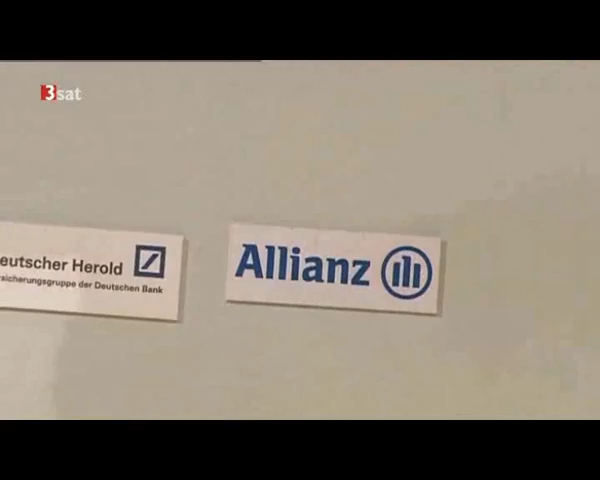 3sat
eutscher Herold
sicherungsgruppe der Deutschen Bank
Allianz